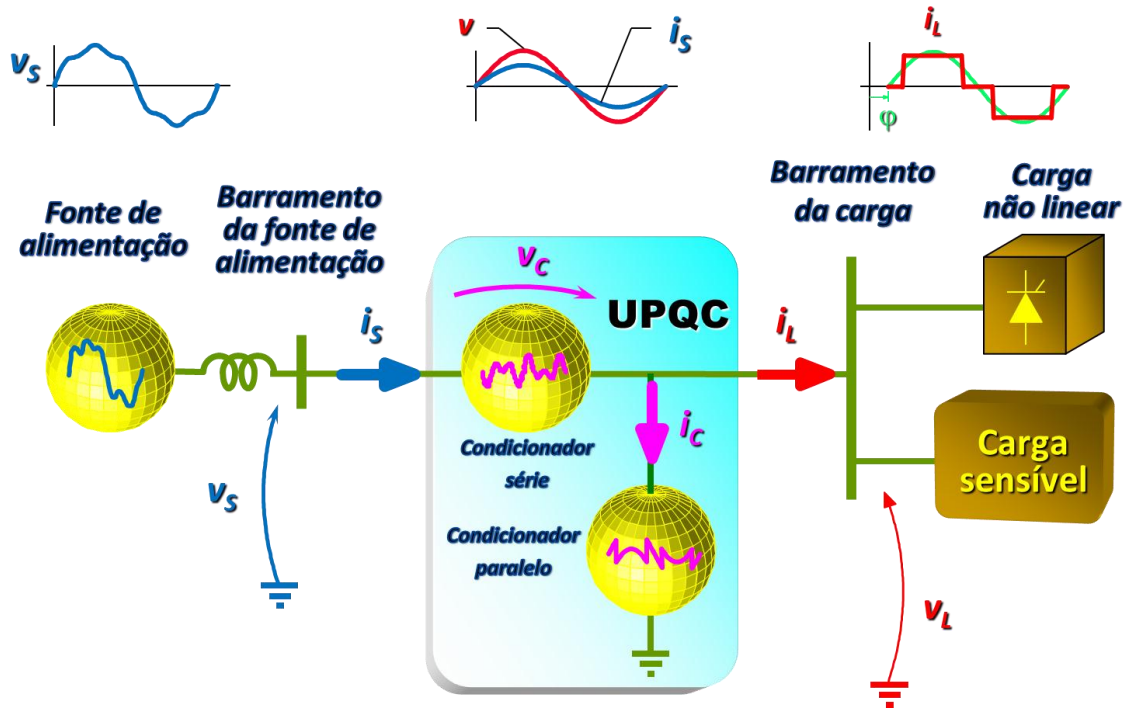 vS
v
iS
iL
φ
Fonte de
alimentação
Barramento
da fonte de
alimentação
Barramento
da carga
Carga
não linear
vC
UPQC
iS
iL
iC
Condicionador
série
Condicionador
paralelo
Carga
sensível
vS
vL